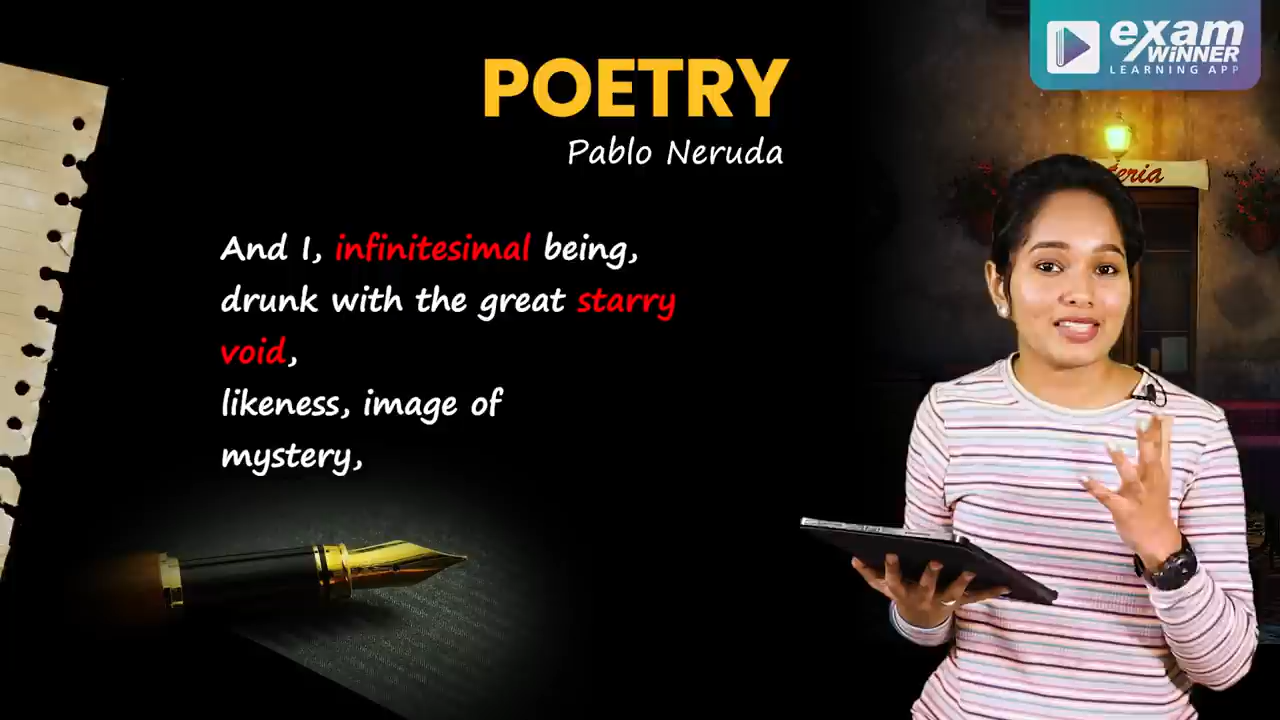 exam
WiNNER
LEARNING APP
POETRY
Pablo Neruda
And I, infinitesimal being,
drunk with the great starry
void,
likeness, image of
mystery,